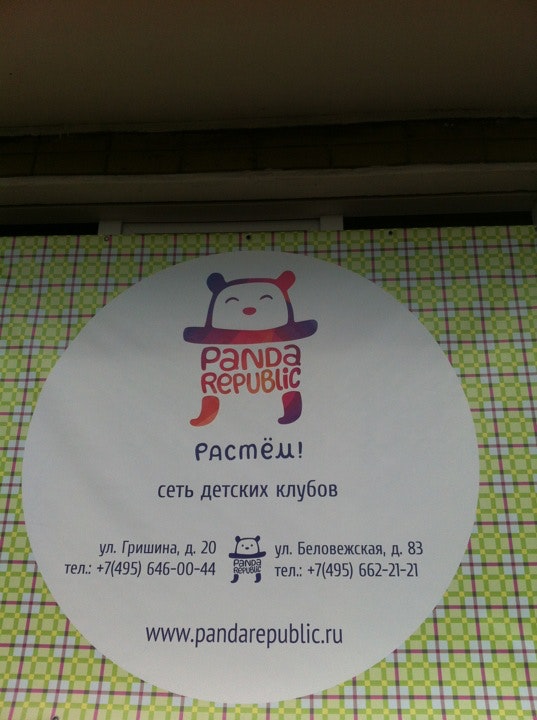 PANDA
REPUBLIC
РАСТЁМ!
сеть детских клубов
ул. Гришина, д. 20
тел.: +7(495) 646-00-44
PANDA
REPUBLIC
ул. Беловежская, д. 83
тел.: +7(495) 662-21-21
www.pandarepublic.ru